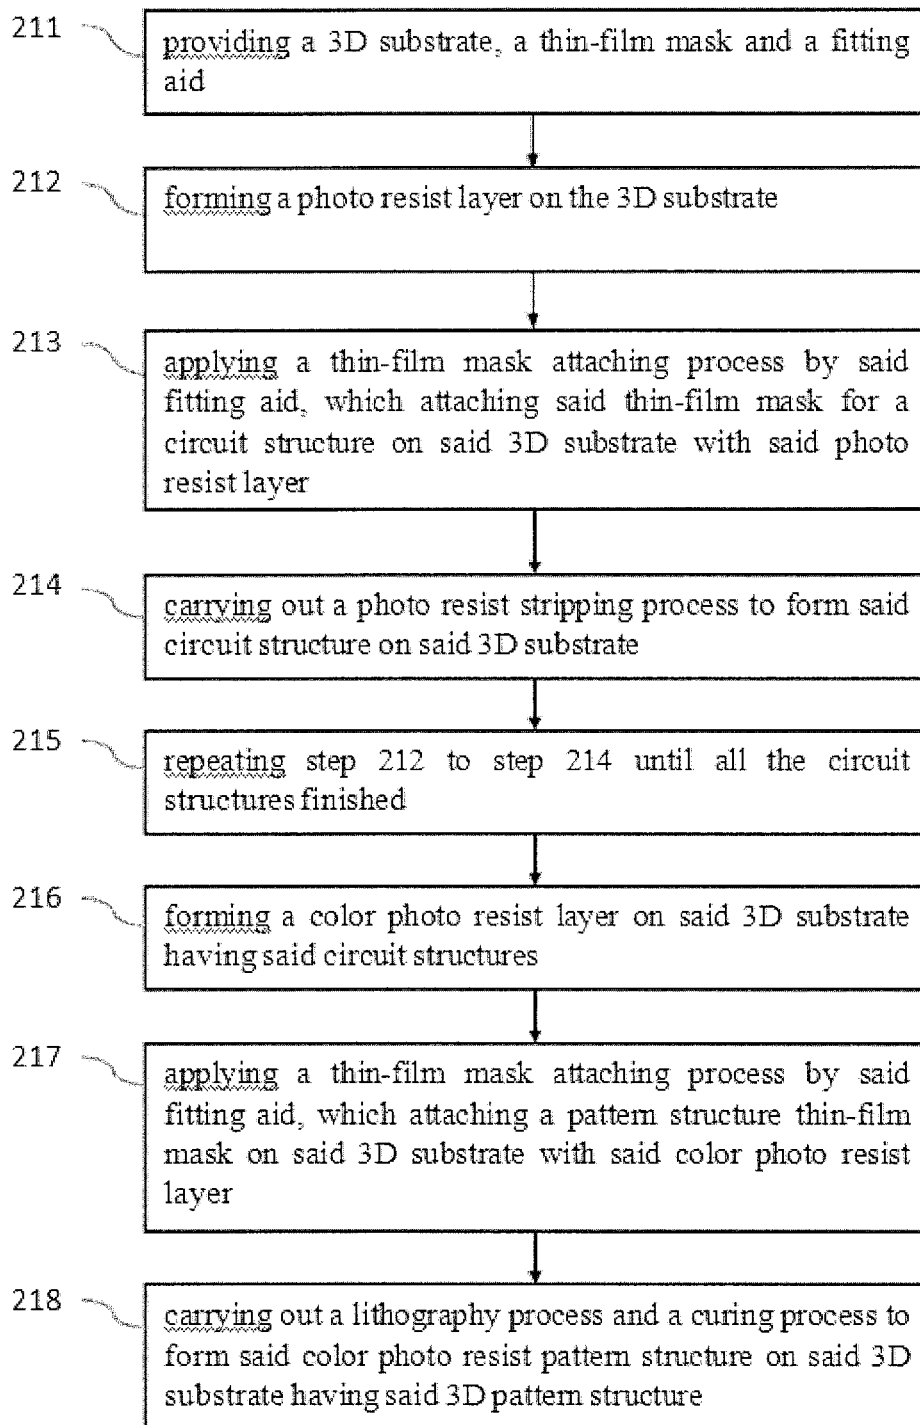 211
providing a 3D substrate, a thin-film mask and a fitting
aid
212
forming a photo resist layer on the 3D substrate
213
applying a thin-film mask attaching process by said
fitting aid, which attaching said thin-film mask for a
circuit structure on said 3D substrate with said photo
resist layer
214
carrying out a photo resist stripping process to form said
circuit structure on said 3D substrate
215
repeating step 212 to step 214 until all the circuit
structures finished
216
forming a color photo resist layer on said 3D substrate
having said circuit structures
217
applying a thin-film mask attaching process by said
fitting aid, which attaching a pattern structure thin-film
mask on said 3D substrate with said color photo resist
layer
218
carrying out a lithography process and a curing process to
form said color photo resist pattern structure on said 3D
substrate having said 3D pattern structure